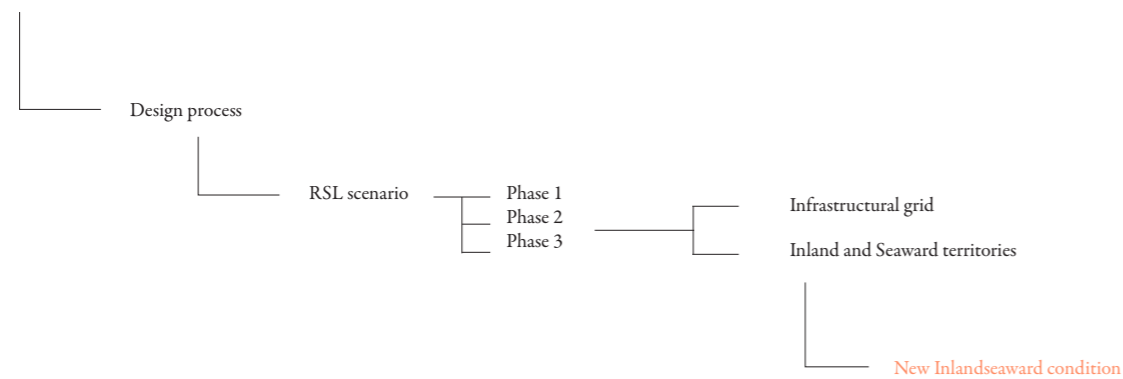 Design process
RSL scenario
Phase 1
Phase 2
Phase 3
Infrastructural grid
Inland and Seaward territories
New Inlandseaward condition